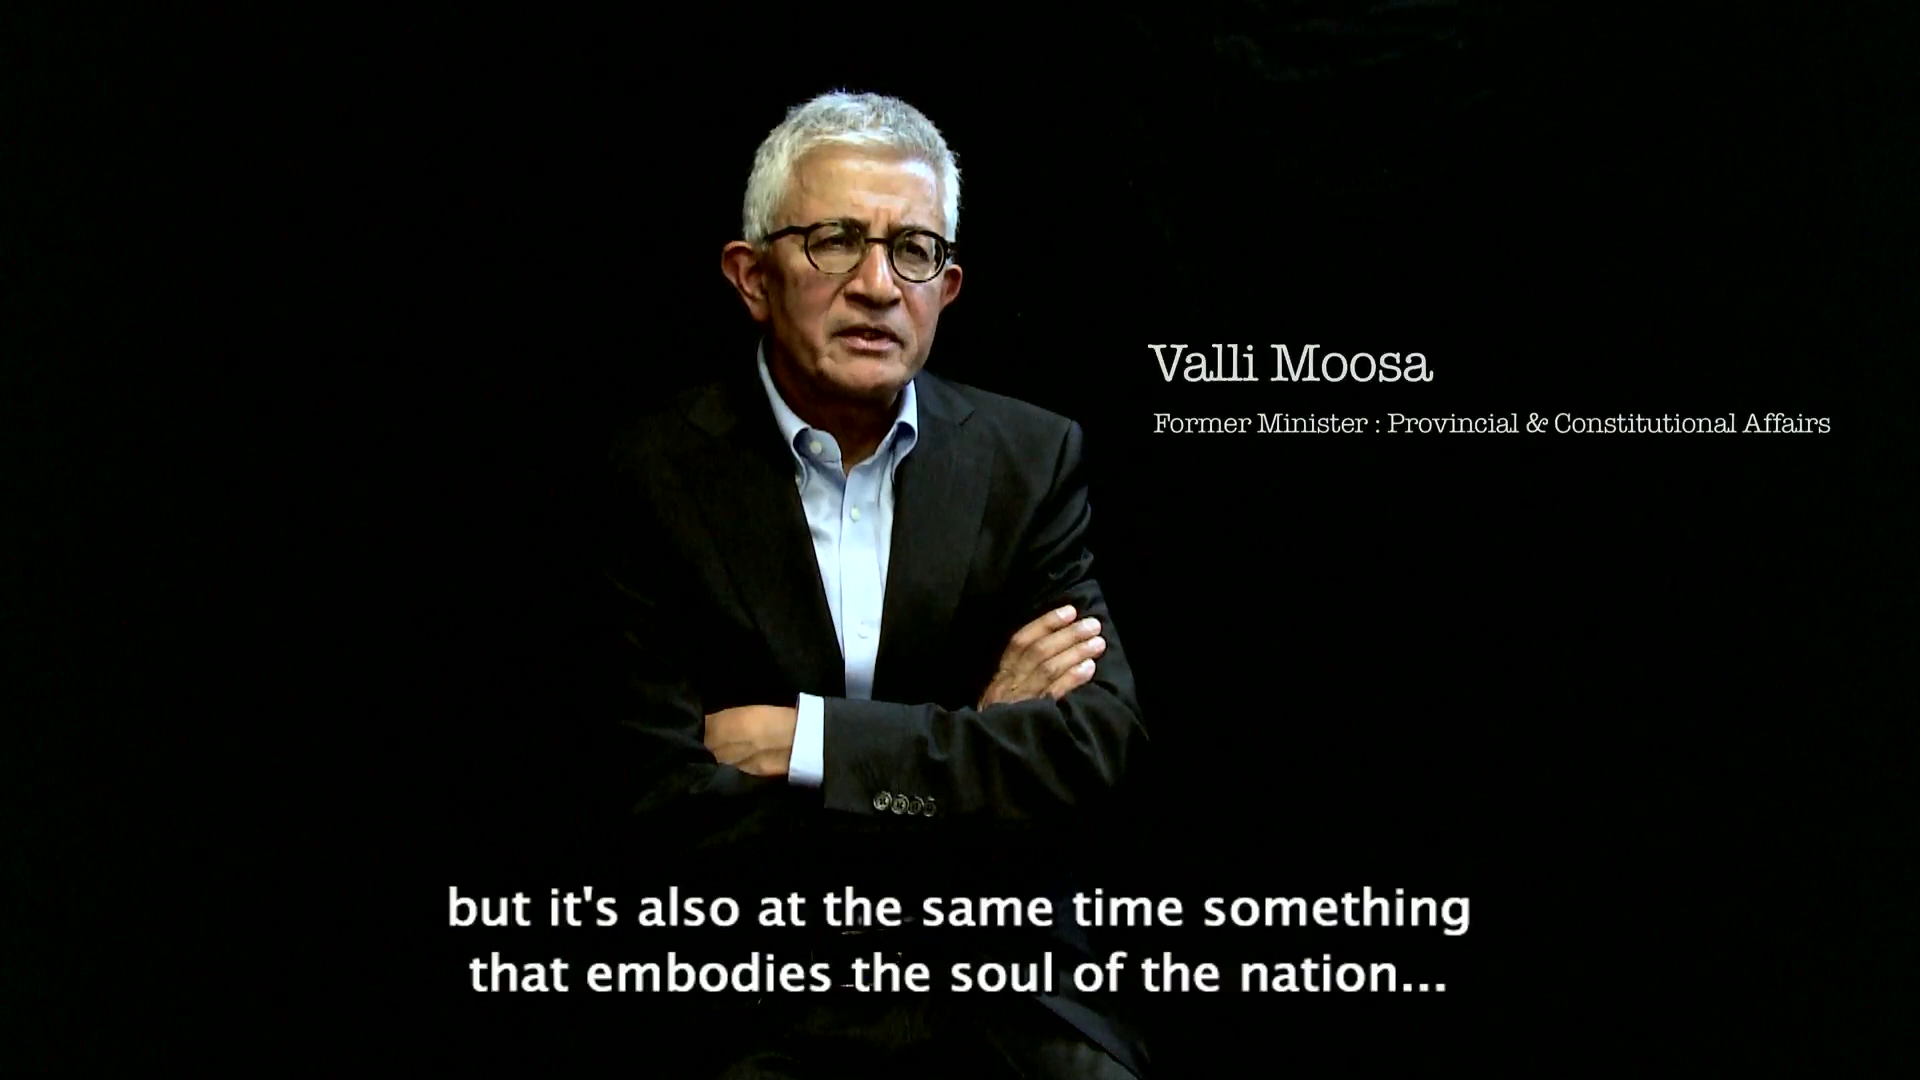 Valli Moosa
Former Minister : Provincial & Constitutional Affairs
but it's also at the same time something
that embodies the soul of the nation...